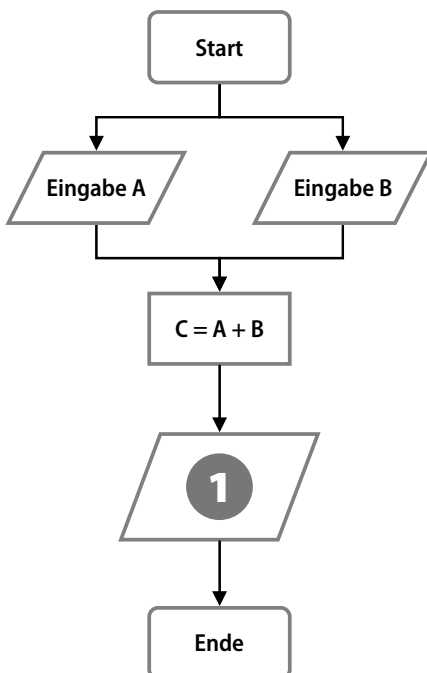 Start
Eingabe A
Eingabe B
C = A + B
1
Ende